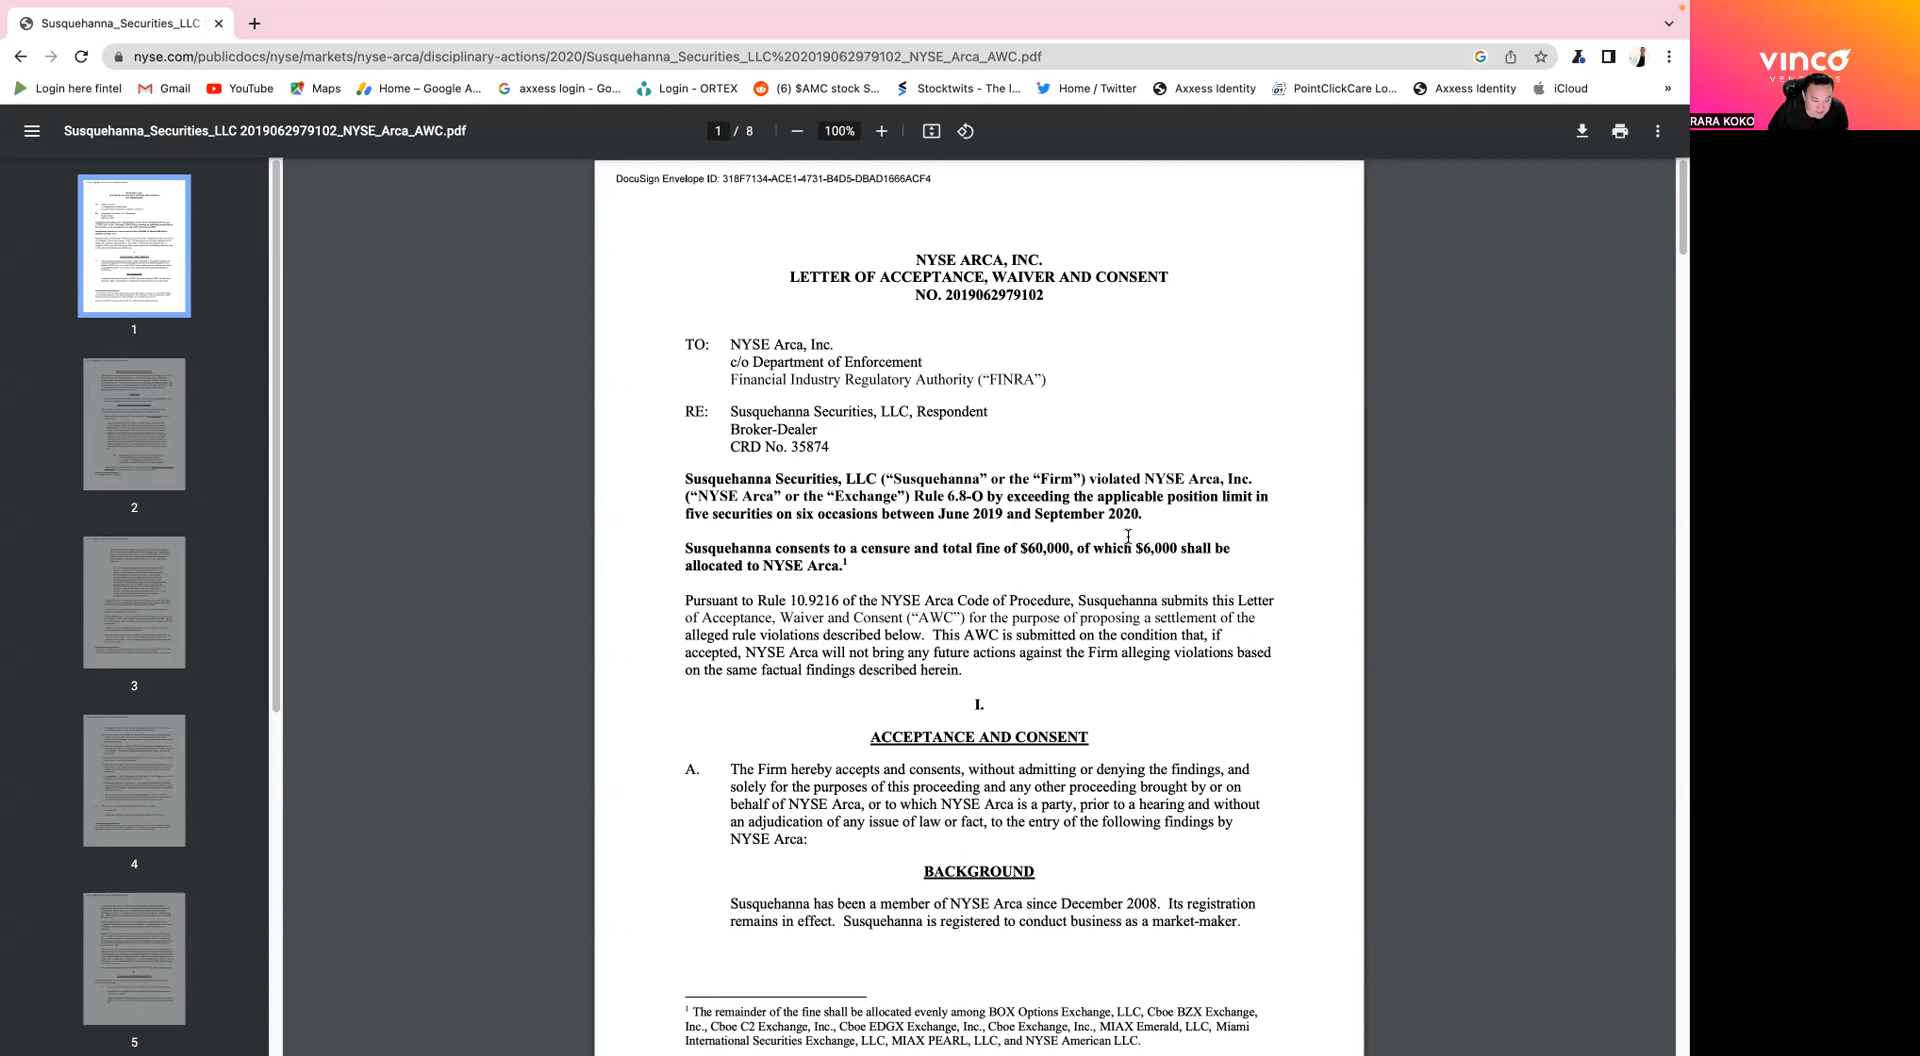 Susquehanna_Securities_LLC
nyse.com/publicdocs/nyse/markets/nyse-arca/disciplinary-actions/2020/Susquehanna_Securities_LLC%202019062979102_NYSE_Arca_AWC.pdf
Login here fintel
Gmail
YouTube
Maps
Home – Google A...
axxess login - Go...
Login - ORTEX
(6) $AMC stock S...
Stocktwits - The l...
Home / Twitter
Axxess Identity
PointClickCare Lo...
Axxess Identity
iCloud
»
Susquehanna_Securities_LLC 2019062979102_NYSE_Arca_AWC.pdf
1 / 8
100%
vinco
RARA KOKO
1
2
3
4
5
DocuSign Envelope ID: 318F7134-ACE1-4731-B4D5-DBAD1666ACF4
NYSE ARCA, INC.
LETTER OF ACCEPTANCE, WAIVER AND CONSENT
NO. 2019062979102
TO: NYSE Arca, Inc.
c/o Department of Enforcement
Financial Industry Regulatory Authority (“FINRA”)
RE: Susquehanna Securities, LLC, Respondent
Broker-Dealer
CRD No. 35874
Susquehanna Securities, LLC (“Susquehanna” or the “Firm”) violated NYSE Arca, Inc.
(“NYSE Arca” or the “Exchange”) Rule 6.8-O by exceeding the applicable position limit in
five securities on six occasions between June 2019 and September 2020.
Susquehanna consents to a censure and total fine of $60,000, of which $6,000 shall be
allocated to NYSE Arca.1
Pursuant to Rule 10.9216 of the NYSE Arca Code of Procedure, Susquehanna submits this Letter
of Acceptance, Waiver and Consent (“AWC”) for the purpose of proposing a settlement of the
alleged rule violations described below. This AWC is submitted on the condition that, if
accepted, NYSE Arca will not bring any future actions against the Firm alleging violations based
on the same factual findings described herein.
I.
ACCEPTANCE AND CONSENT
A. The Firm hereby accepts and consents, without admitting or denying the findings, and
solely for the purposes of this proceeding and any other proceeding brought by or on
behalf of NYSE Arca, or to which NYSE Arca is a party, prior to a hearing and without
an adjudication of any issue of law or fact, to the entry of the following findings by
NYSE Arca:
BACKGROUND
Susquehanna has been a member of NYSE Arca since December 2008. Its registration
remains in effect. Susquehanna is registered to conduct business as a market-maker.
1 The remainder of the fine shall be allocated evenly among BOX Options Exchange, LLC, Cboe BZX Exchange,
Inc., Cboe C2 Exchange, Inc., Cboe EDGX Exchange, Inc., Cboe Exchange, Inc., MIAX Emerald, LLC, Miami
International Securities Exchange, LLC, MIAX PEARL, LLC, and NYSE American LLC.